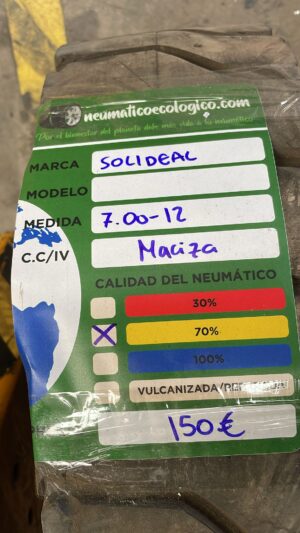 neumaticoecologico.com
"Por el bienestar del planeta dale más vida a tu neumático"
MARCA SOLIDEAL
MODELO
MEDIDA 7.00-12
C.C/IV Maciza
CALIDAD DEL NEUMÁTICO
30%
X 70%
100%
VULCANIZADA/
150€